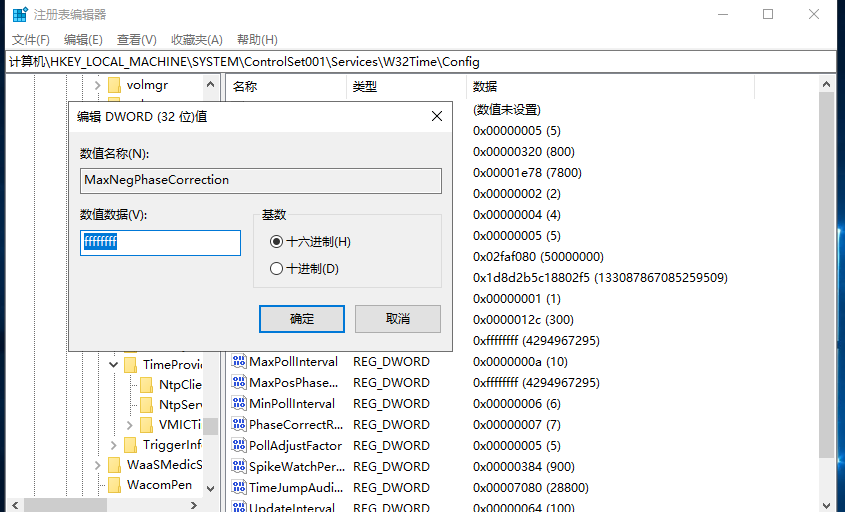 注册表编辑器
文件(F) 编辑(E) 查看(V) 收藏夹(A) 帮助(H)
计算机\HKEY_LOCAL_MACHINE\SYSTEM\ControlSet001\Services\W32Time\Config
volmgr
名称 类型 数据
编辑 DWORD (32 位)值
数值名称(N):
MaxNegPhaseCorrection
数值数据(V):
ffffffff
基数
十六进制(H)
十进制(D)
确定 取消
(数值未设置)
0x00000005 (5)
0x00000320 (800)
0x00001e78 (7800)
0x00000002 (2)
0x00000004 (4)
0x00000005 (5)
0x02faf080 (50000000)
0x1d8d2b5c18802f5 (133087867085259509)
0x00000001 (1)
0x0000012c (300)
0xffffffff (4294967295)
TimeProvi
NtpClie
NtpServ
VMICTi
TriggerInf
WaaSMedicS
WacomPen
MaxPollInterval REG_DWORD 0x0000000a (10)
MaxPosPhase... REG_DWORD 0xffffffff (4294967295)
MinPollInterval REG_DWORD 0x00000006 (6)
PhaseCorrectR... REG_DWORD 0x00000007 (7)
PollAdjustFactor REG_DWORD 0x00000005 (5)
SpikeWatchPer... REG_DWORD 0x00000384 (900)
TimeJumpAudi... REG_DWORD 0x00007080 (28800)
UpdateInterval REG_DWORD 0x00000064 (100)